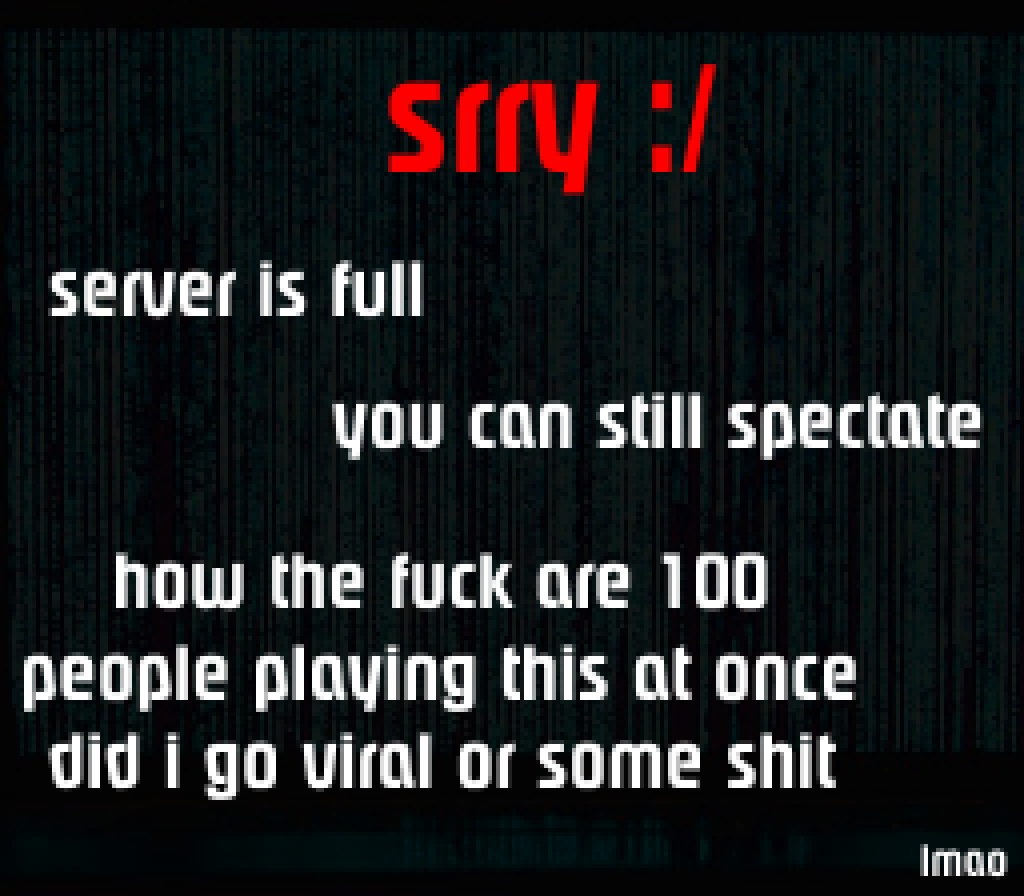 srry :/
server is full
you can still spectate
how the fuck are 100
people playing this at once
did i go viral or some shit
lmao